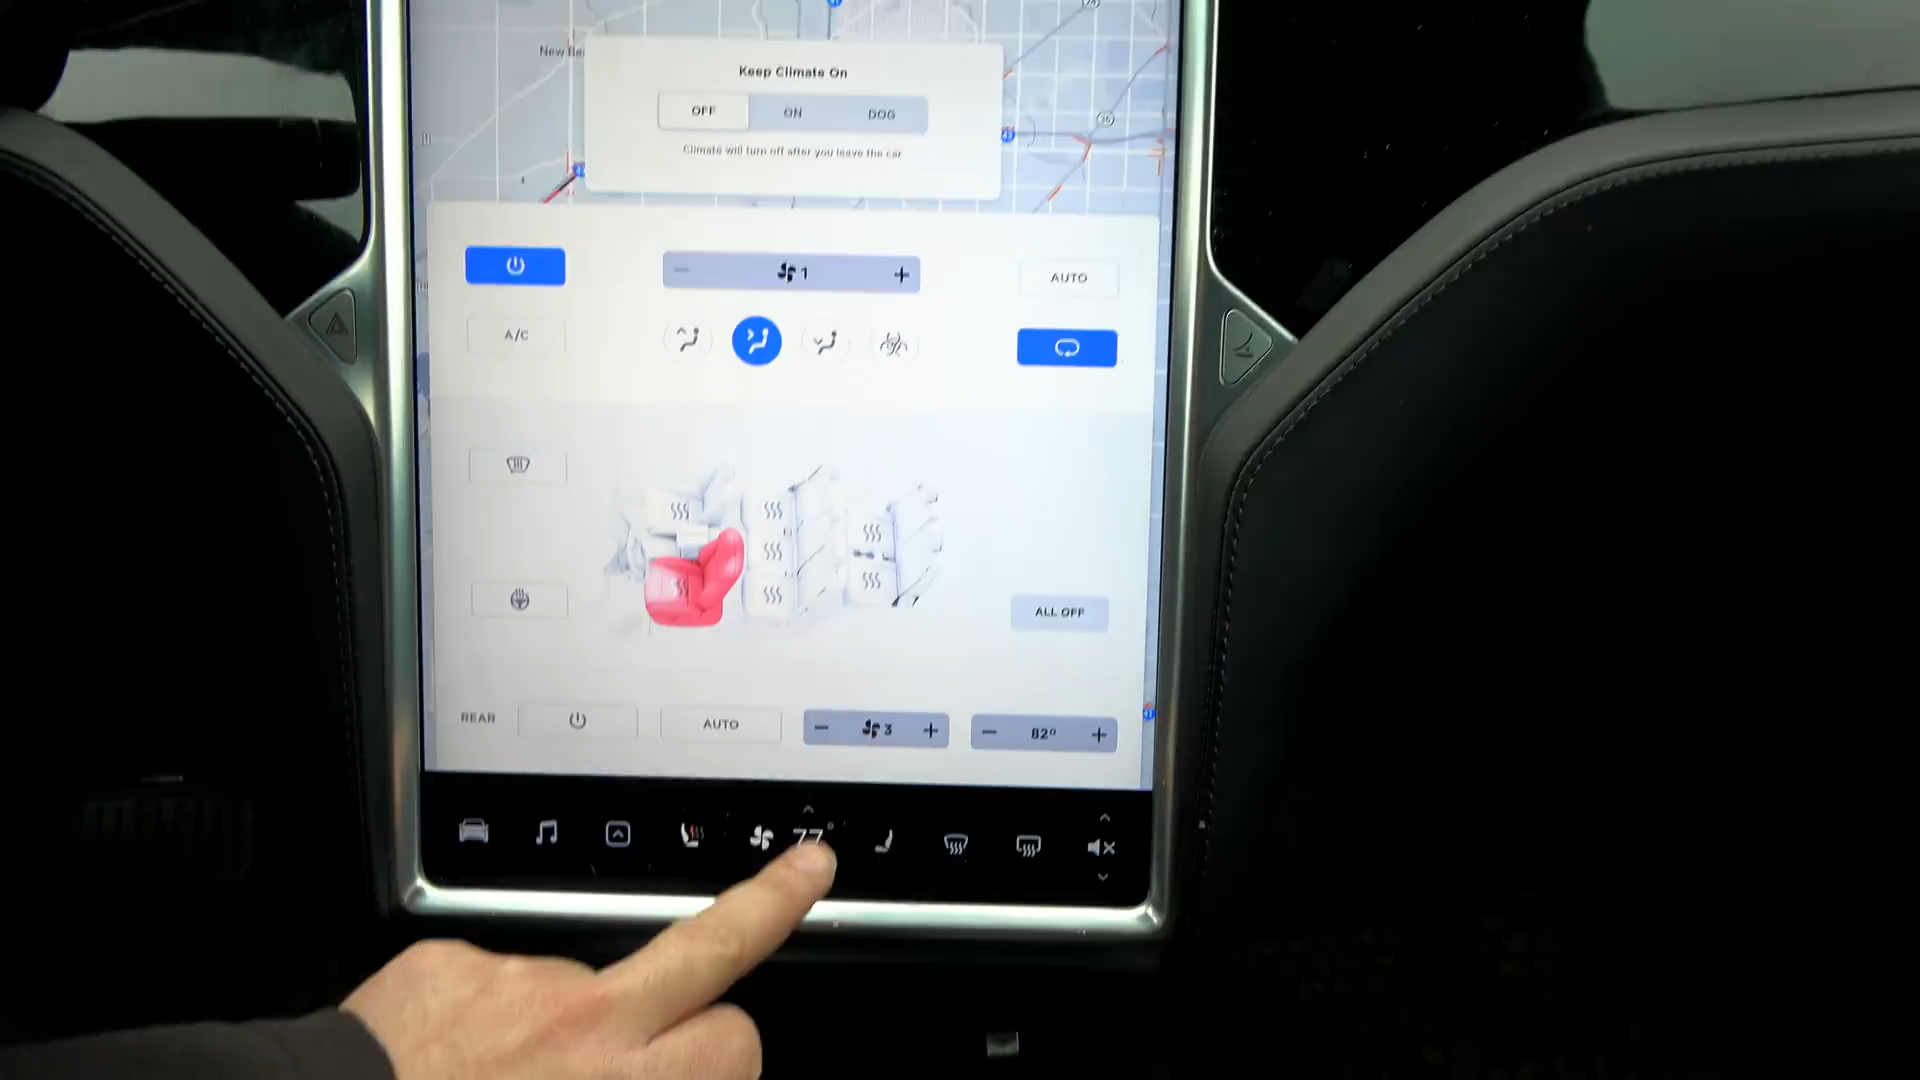 Keep Climate On
OFF ON DOG
Climate will turn off after you leave the car
1
AUTO
A/C
ALL OFF
REAR AUTO 3 82°
77°